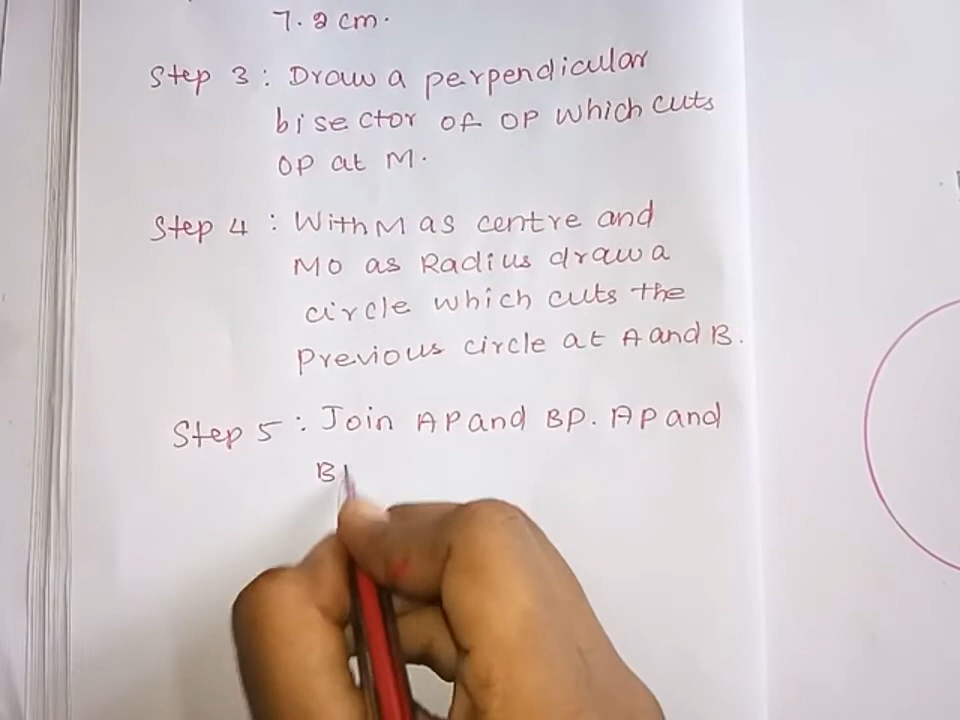 7.2 cm.
Step 3 : Draw a perpendicular
bisector of OP which cuts
OP at M.
Step 4 : With M as centre and
MO as Radius draw a
circle which cuts the
previous circle at A and B.
Step 5 : Join AP and BP. AP and
B